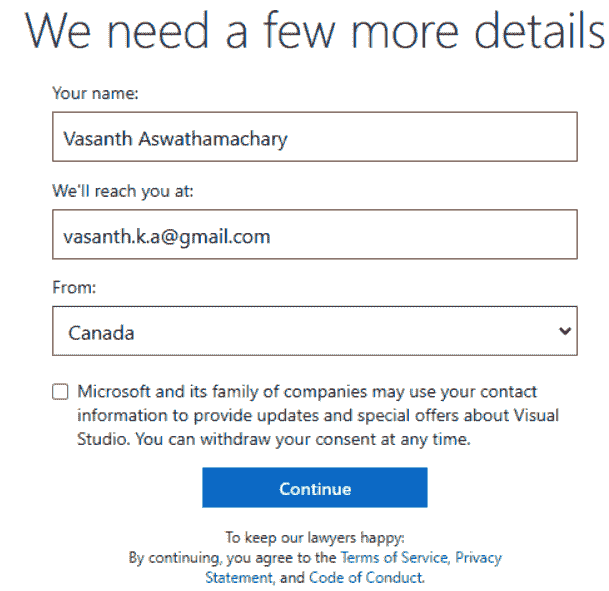 We need a few more details
Your name:
Vasanth Aswathamachary
We'll reach you at:
vasanth.k.a@gmail.com
From:
Canada
Microsoft and its family of companies may use your contact
information to provide updates and special offers about Visual
Studio. You can withdraw your consent at any time.
Continue
To keep our lawyers happy:
By continuing, you agree to the Terms of Service, Privacy
Statement, and Code of Conduct.